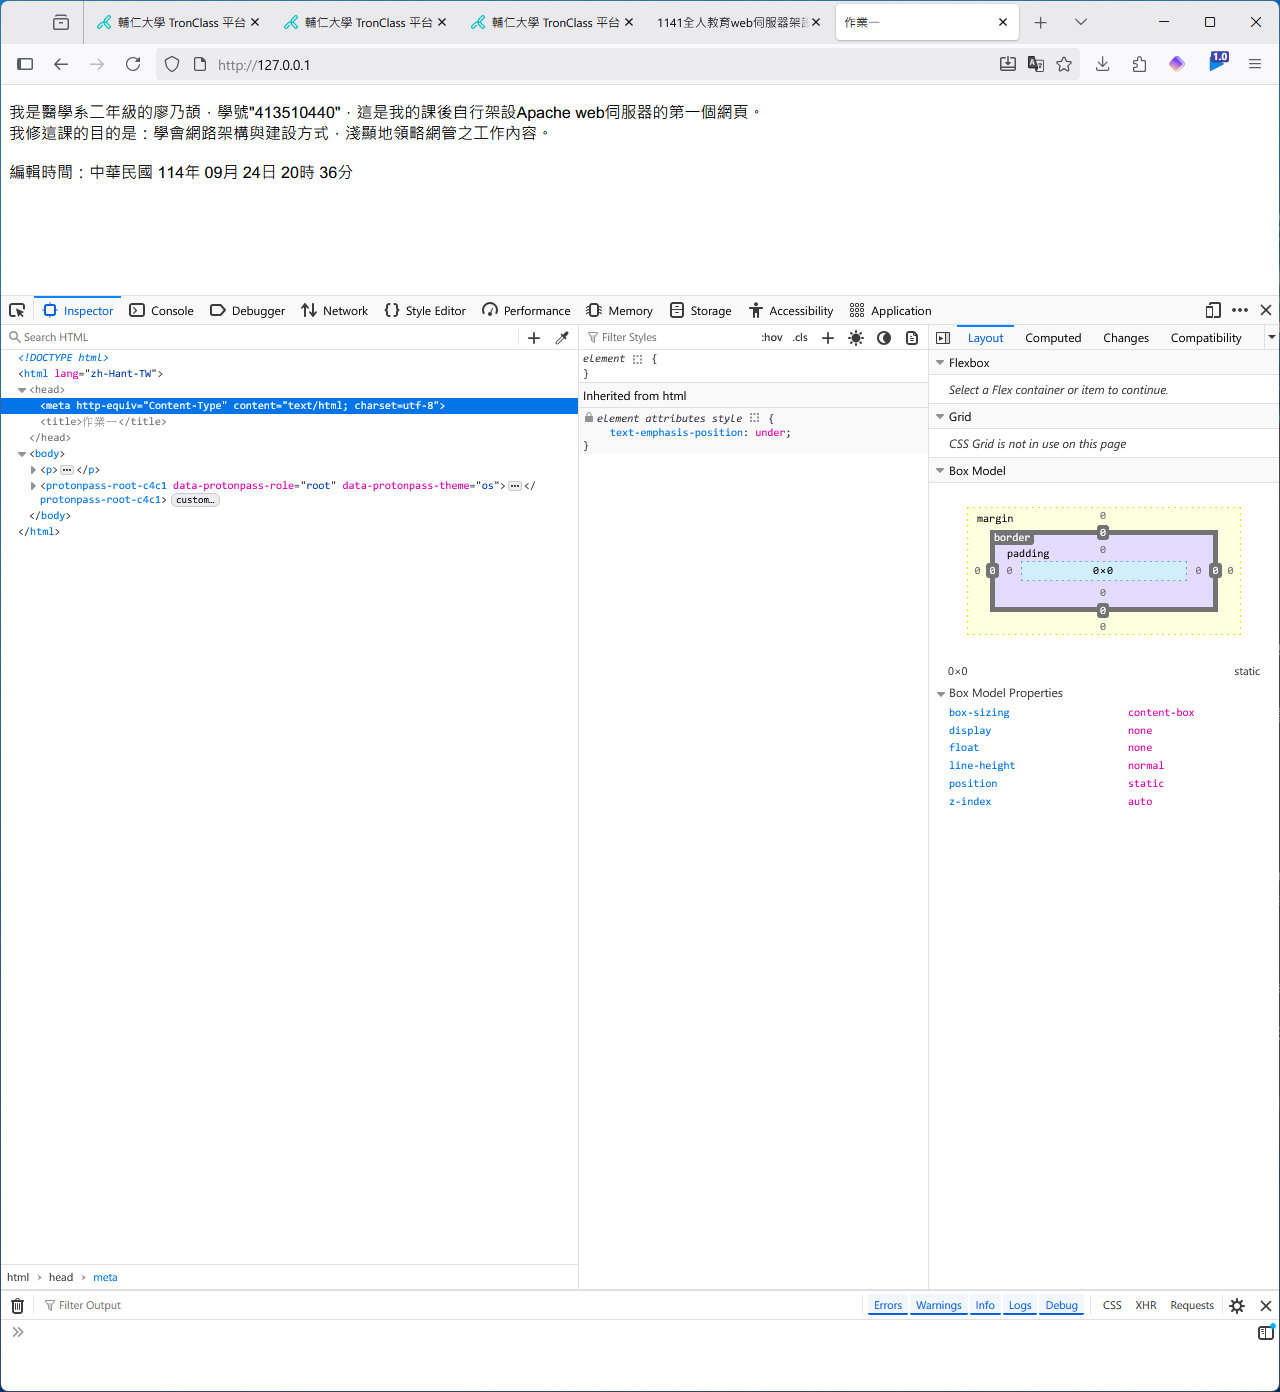 輔仁大學 TronClass 平台
輔仁大學 TronClass 平台
輔仁大學 TronClass 平台
1141全人教育web伺服器架
作業一
http://127.0.0.1
1.0
我是醫學系二年級的廖乃頡，學號"413510440"，這是我的課後自行架設Apache web伺服器的第一個網頁。
我修這課的目的是：學會網路架構與建設方式，淺顯地領略網管之工作內容。
編輯時間：中華民國 114年 09月 24日 20時 36分
Inspector Console Debugger Network Style Editor Performance Memory Storage Accessibility Application
Search HTML
<!DOCTYPE html>
<html lang="zh-Hant-TW">
<head>
<meta http-equiv="Content-Type" content="text/html; charset=utf-8">
<title>作業一</title>
</head>
<body>
<p>…</p>
<protonpass-root-c4c1 data-protonpass-role="root" data-protonpass-theme="os">…</
protonpass-root-c4c1> custom…
</body>
</html>
html › head › meta
Filter Styles :hov .cls
element {
}
Inherited from html
element attributes style {
text-emphasis-position: under;
}
Layout Computed Changes Compatibility
Flexbox
Select a Flex container or item to continue.
Grid
CSS Grid is not in use on this page
Box Model
margin 0
border 0
padding 0
0 0 0 0×0 0 0 0
0
0
0
0×0 static
Box Model Properties
box-sizing content-box
display none
float none
line-height normal
position static
z-index auto
Filter Output Errors Warnings Info Logs Debug CSS XHR Requests